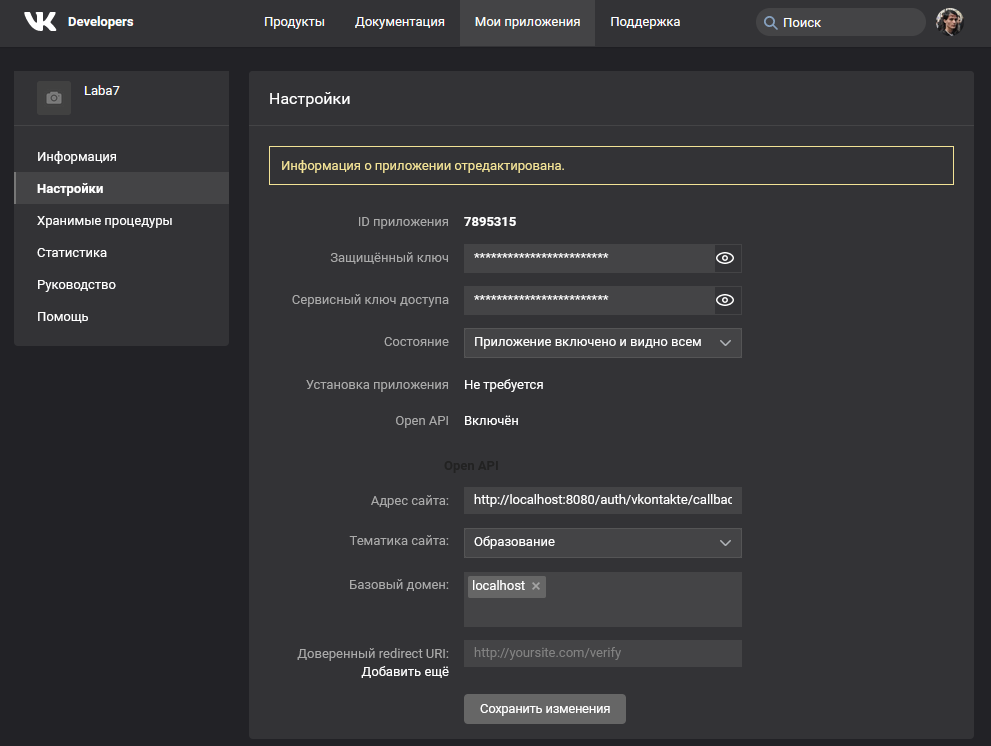 VK Developers
Продукты Документация Мои приложения Поддержка Поиск
Laba7
Информация
Настройки
Хранимые процедуры
Статистика
Руководство
Помощь
Настройки
Информация о приложении отредактирована.
ID приложения 7895315
Защищённый ключ ************************
Сервисный ключ доступа ************************
Состояние Приложение включено и видно всем
Установка приложения Не требуется
Open API Включён
Open API
Адрес сайта: http://localhost:8080/auth/vkontakte/callbac
Тематика сайта: Образование
Базовый домен: localhost ×
Доверенный redirect URI: http://yoursite.com/verify
Добавить ещё
Сохранить изменения